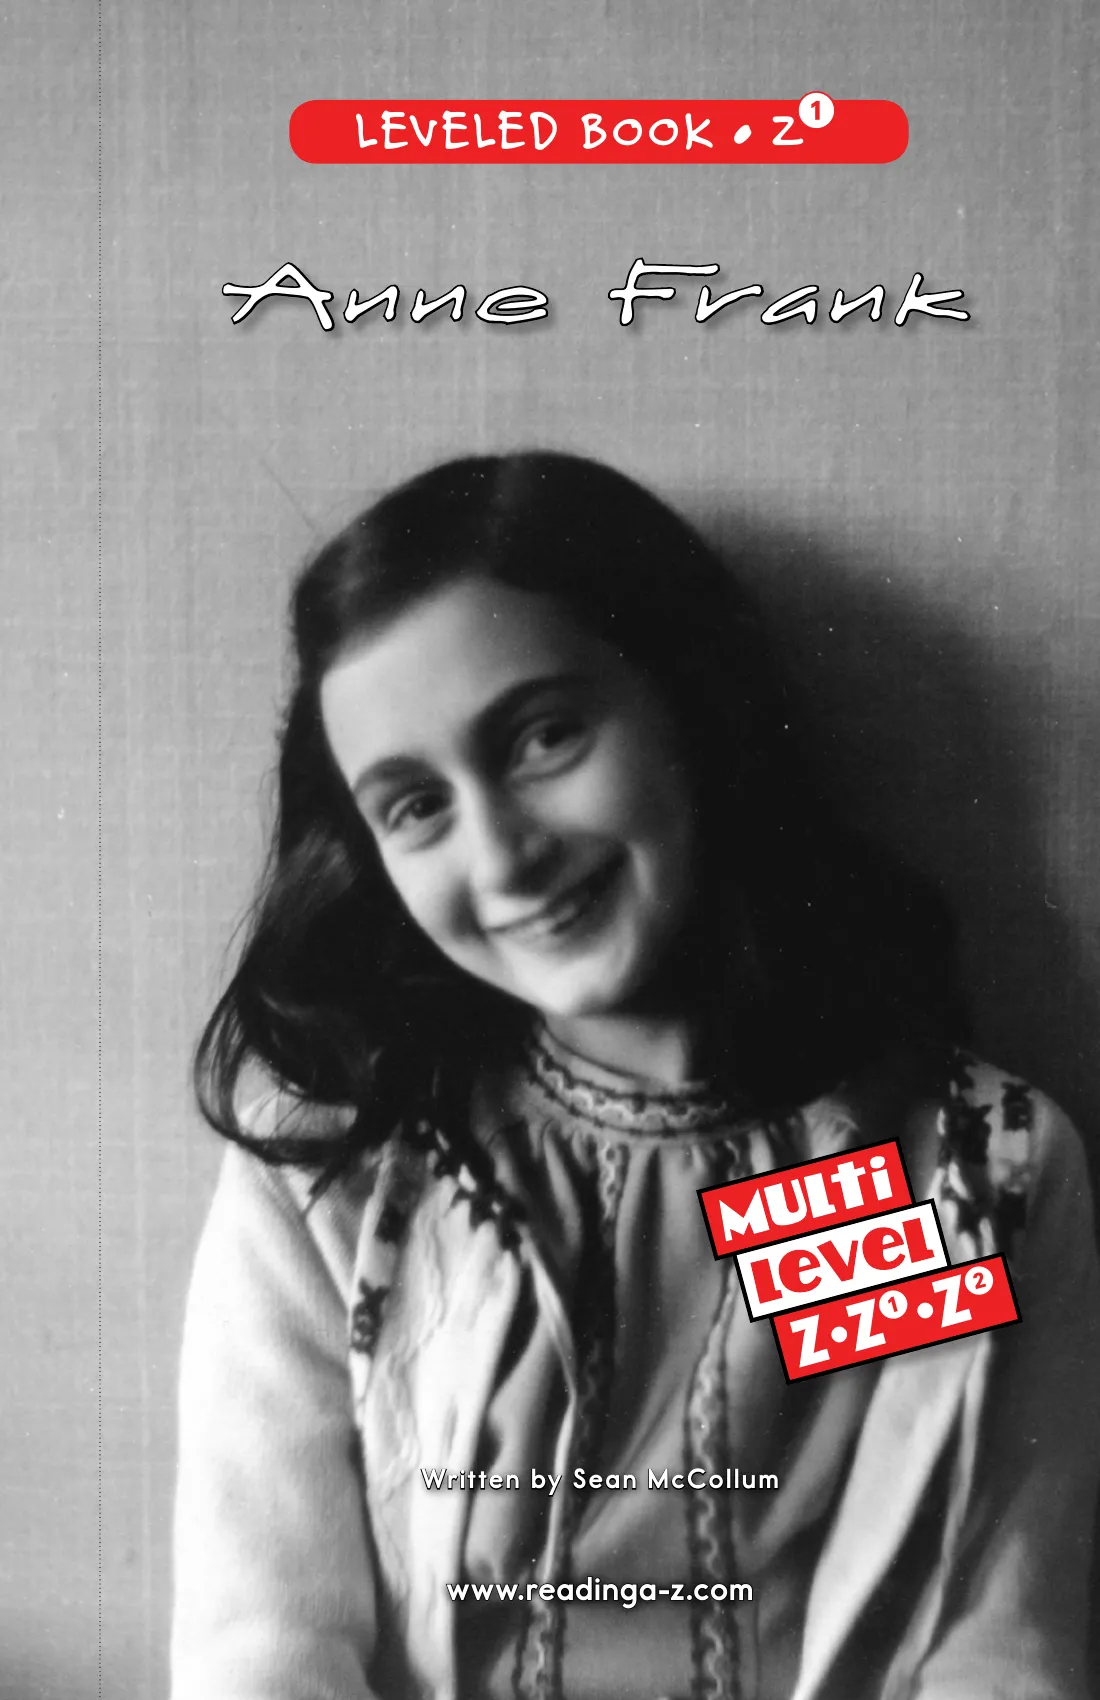 LEVELED BOOK • Z¹
Anne Frank
MULTI
LEVEL
Z•Z¹•Z²
Written by Sean McCollum
www.readinga-z.com